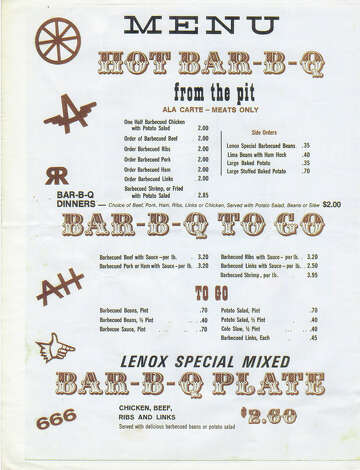 MENU
HOT BAR-B-Q
from the pit
ALA CARTE - MEATS ONLY
One Half Barbecued Chicken
with Potato Salad 2.00
Order of Barbecued Beef 2.00
Order Barbecued Ribs 2.00
Order Barbecued Pork 2.00
Order Barbecued Ham 2.00
Order Barbecued Links 2.00
Barbecued Shrimp, or Fried
with Potato Salad 2.85
Side Orders
Lenox Special Barbecued Beans .35
Lima Beans with Ham Hock .40
Large Baked Potato .35
Large Stuffed Baked Potato .70
RR
BAR-B-Q
DINNERS — Choice of Beef, Pork, Ham, Ribs, Links or Chicken, Served with Potato Salad, Beans or Slaw $2.00
BAR-B-Q TO GO
Barbecued Beef with Sauce - per lb. 3.20
Barbecued Pork or Ham with Sauce - per lb. 3.20
Barbecued Ribs with Sauce - per lb. 3.20
Barbecued Links with Sauce - per lb. 2.50
Barbecued Shrimp, per lb. 3.95
TO GO
Barbecued Beans, Pint .70
Barbecued Beans, ½ Pint .40
Barbecue Sauce, Pint .70
Potato Salad, Pint .70
Potato Salad, ½ Pint .40
Cole Slaw, ½ Pint .40
Barbecued Links, Each .45
LENOX SPECIAL MIXED
BAR-B-Q PLATE
666
CHICKEN, BEEF,
RIBS AND LINKS $2.60
Served with delicious barbecued beans or potato salad